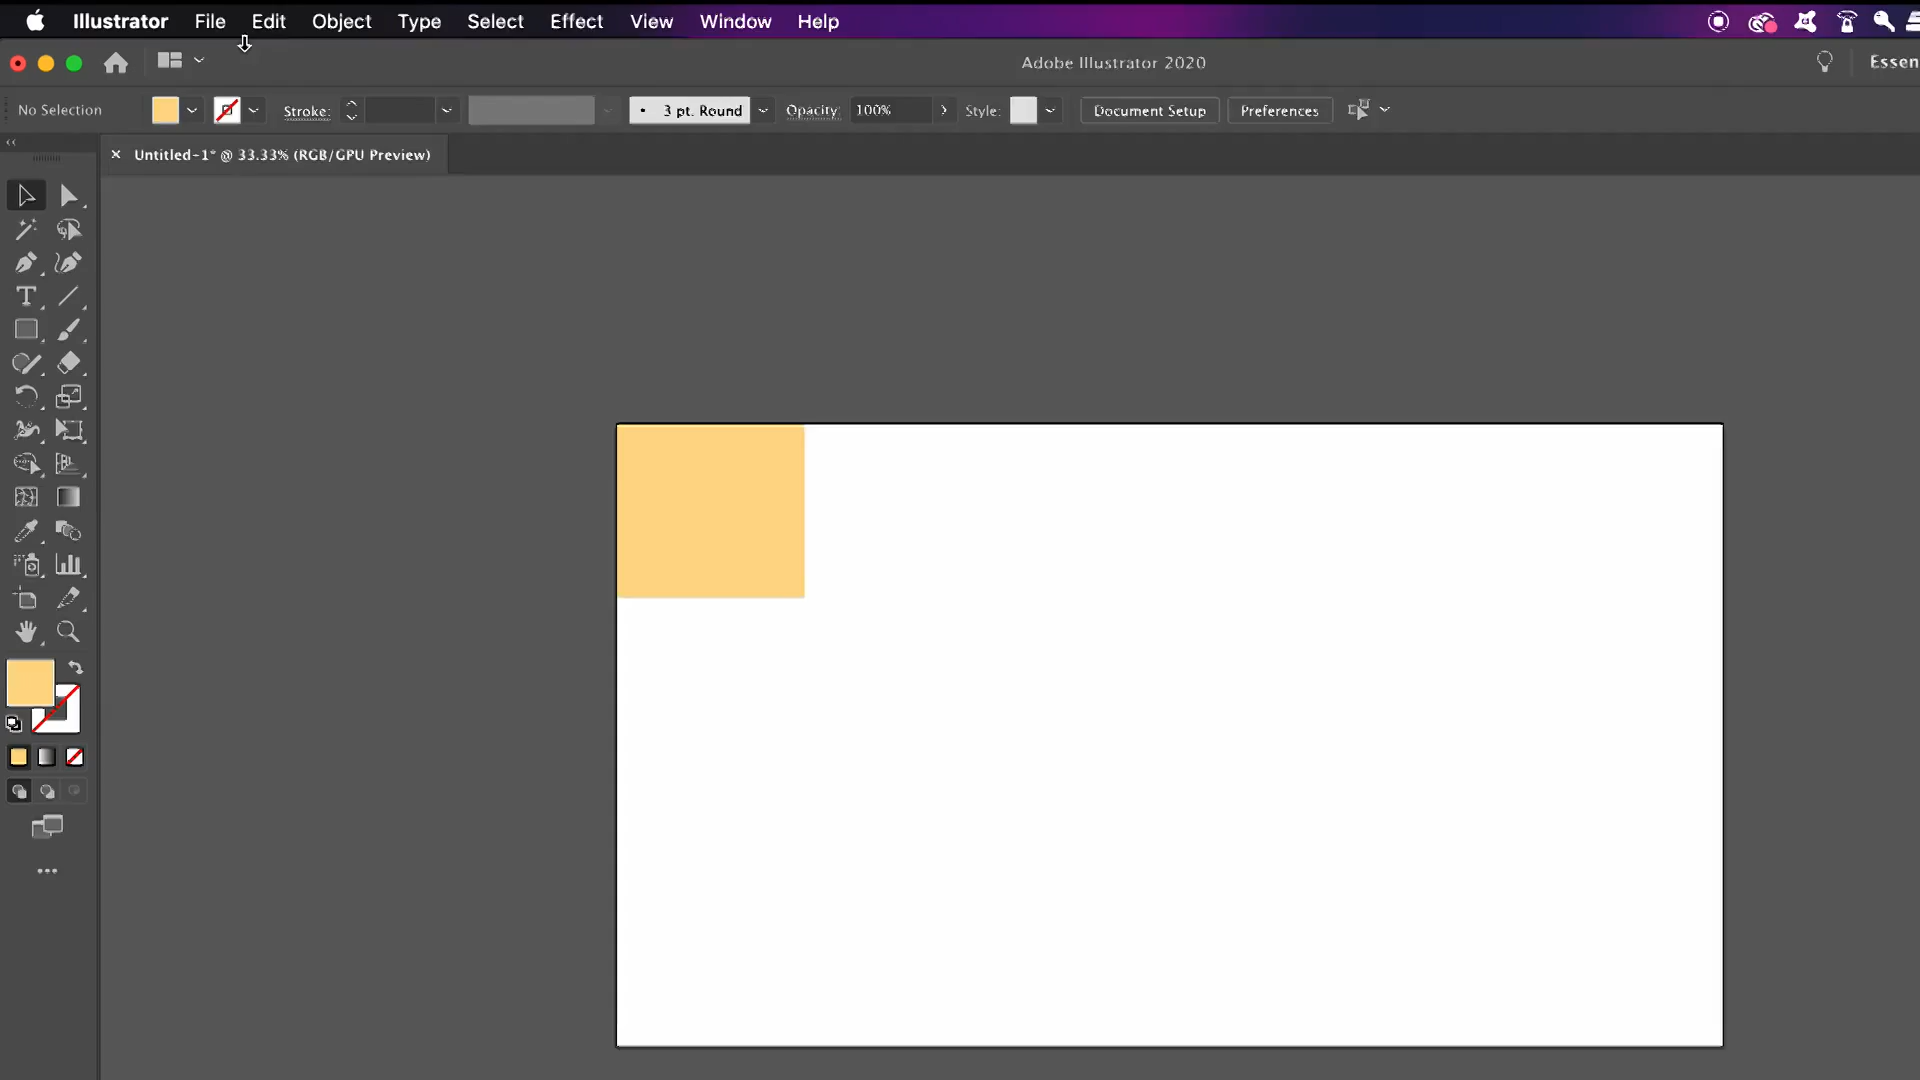 Illustrator File Edit Object Type Select Effect View Window Help
Adobe Illustrator 2020
Essen
No Selection Stroke: 3 pt. Round Opacity: 100% Style: Document Setup Preferences
Untitled-1* @ 33.33% (RGB/GPU Preview)